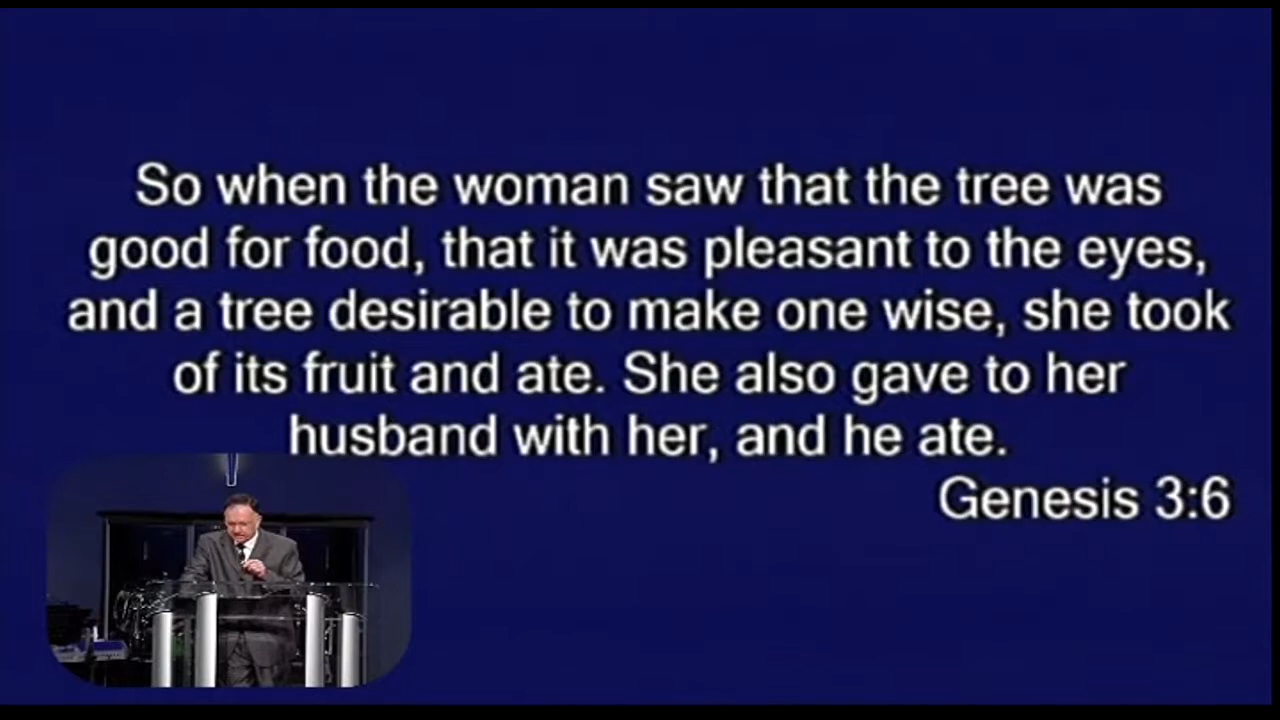 So when the woman saw that the tree was
good for food, that it was pleasant to the eyes,
and a tree desirable to make one wise, she took
of its fruit and ate. She also gave to her
husband with her, and he ate.
Genesis 3:6